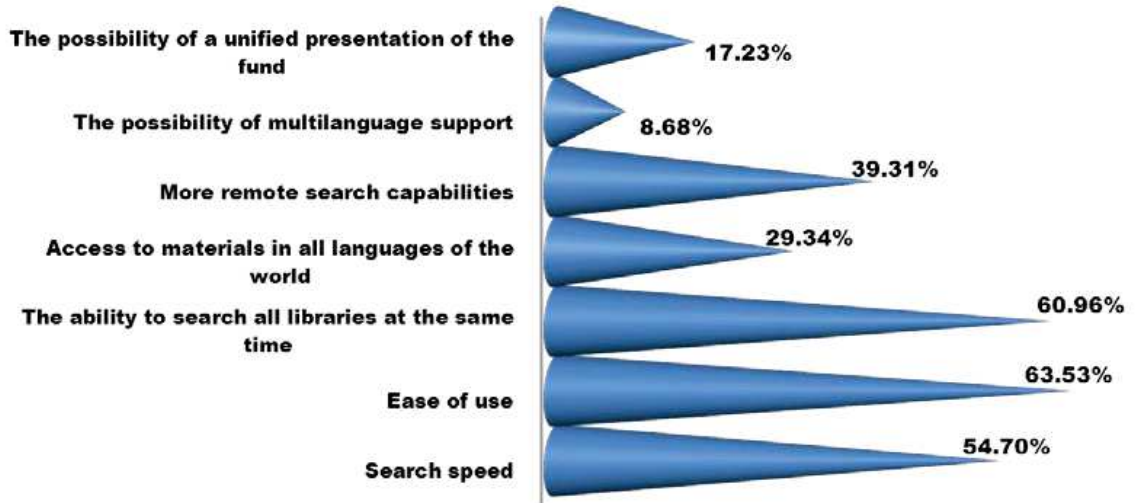 The possibility of a unified presentation of the
fund
17.23%
The possibility of multilanguage support
8.68%
More remote search capabilities
39.31%
Access to materials in all languages of the
world
29.34%
The ability to search all libraries at the same
time
60.96%
Ease of use
63.53%
Search speed
54.70%